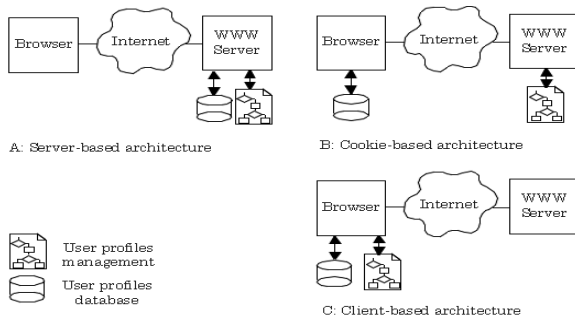 Browser
Internet
WWW
Server
A: Server-based architecture
Browser
Internet
WWW
Server
B: Cookie-based architecture
Browser
Internet
WWW
Server
C: Client-based architecture
User profiles
management
User profiles
database